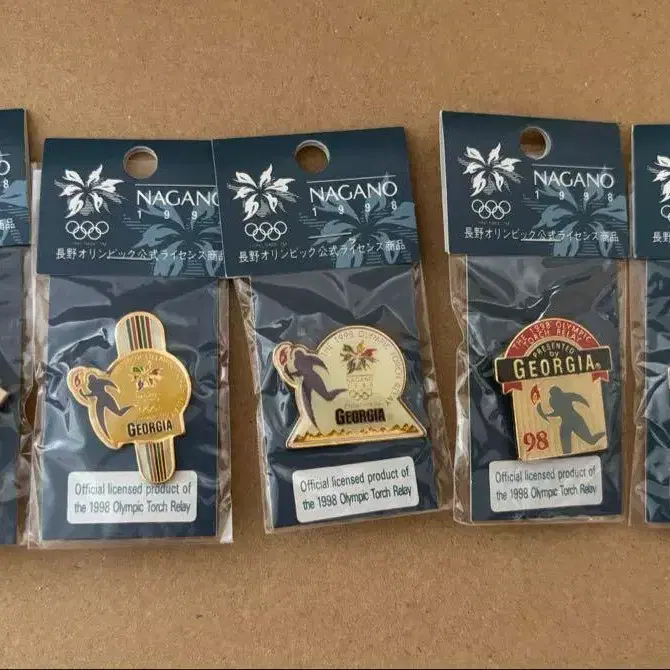 8
品
NAGANO
199
長野オリンピック公式ライセンス商品
GEORGIA
Official licensed product of
the 1998 Olympic Torch Relay
NAGANO
1998
長野オリンピック公式ライセンス商品
THE 1998 OLYMPIC TORCH RELAY
NAGANO
GEORGIA
Official licensed product of
the 1998 Olympic Torch Relay
NAGANO
1998
長野オリンピック公式ライセンス商品
THE 1998 OLYMPIC
TORCH RELAY
PRESENTED
by
GEORGIA®
98
Official licensed product of
the 1998 Olympic Torch Relay
長